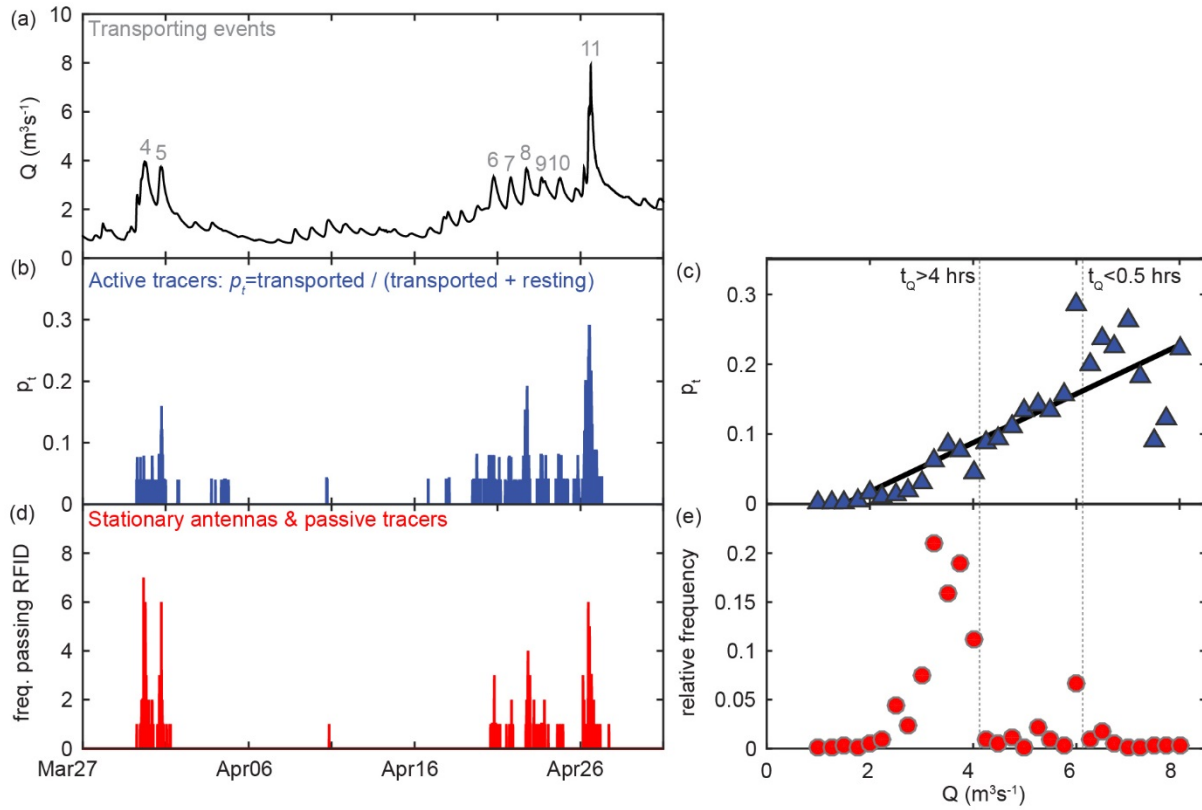 (a)
10
8
6
4
2
0
Q (m³s⁻¹)
Transporting events
4
5
6
7
8
9
10
11
(b)
0.3
0.2
0.1
0
pₜ
Active tracers: pₜ=transported / (transported + resting)
(c)
t_Q>4 hrs
t_Q<0.5 hrs
0.3
0.2
0.1
0
pₜ
(d)
8
6
4
2
0
freq. passing RFID
Stationary antennas & passive tracers
Mar27
Apr06
Apr16
Apr26
(e)
0.2
0.15
0.1
0.05
0
relative frequency
0
2
4
6
8
Q (m³s⁻¹)